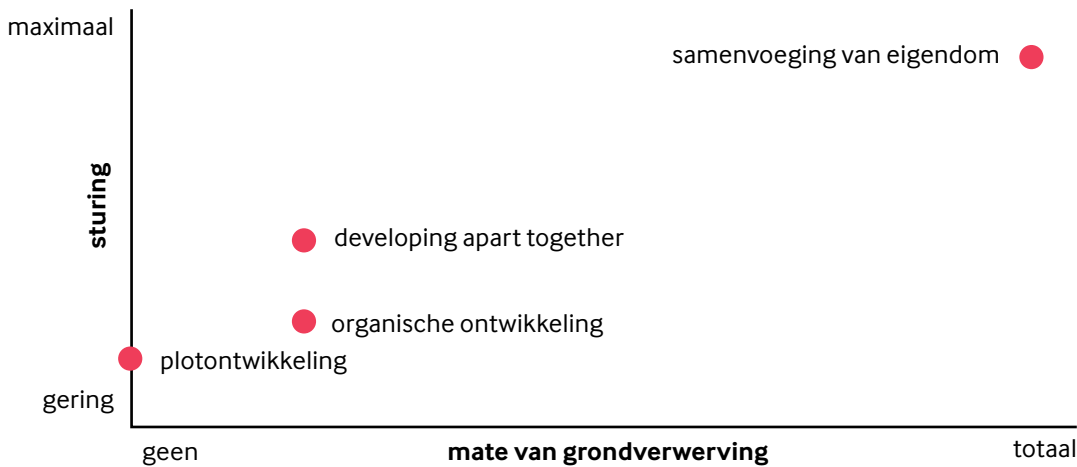 maximaal
samenvoeging van eigendom
sturing
developing apart together
organische ontwikkeling
plotontwikkeling
gering
geen
mate van grondverwerving
totaal